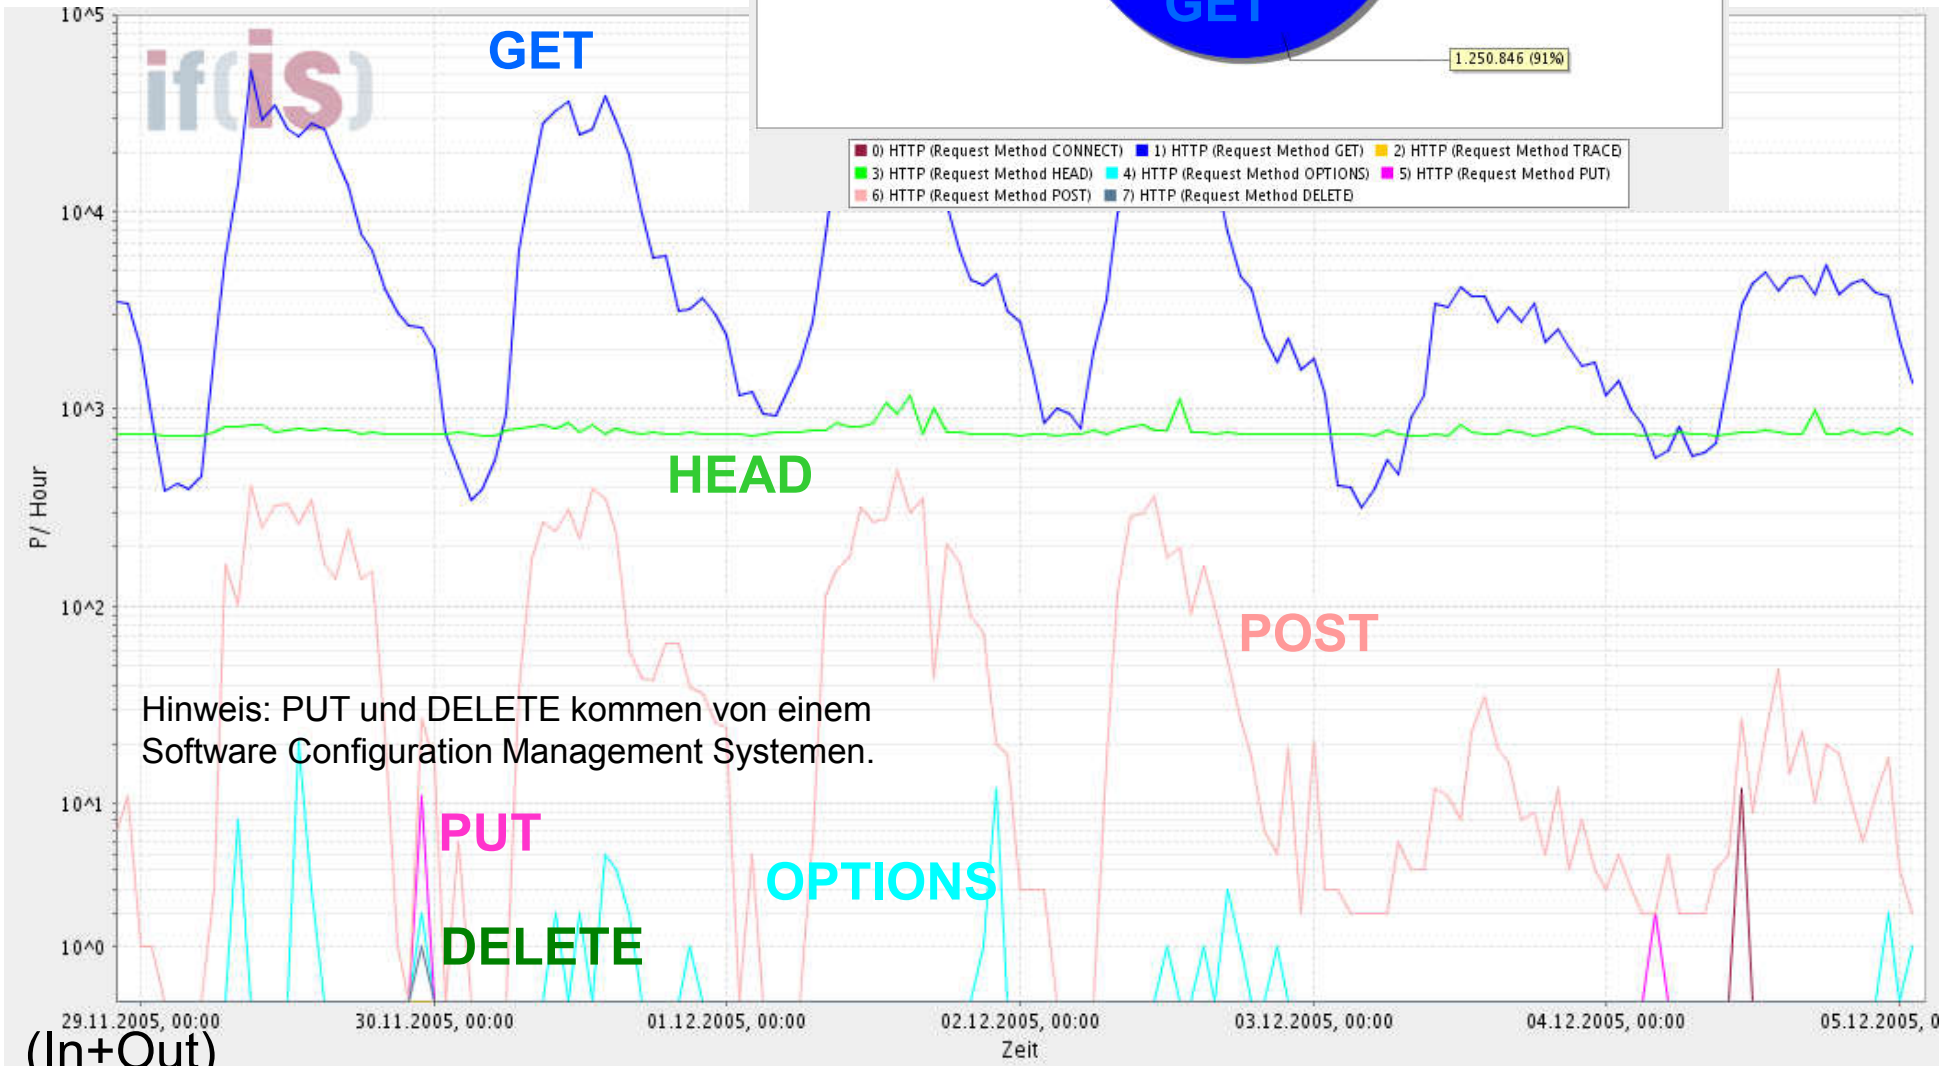 10^5
GET
GET
if(is)
1.250.846 (91%)
0) HTTP (Request Method CONNECT) 1) HTTP (Request Method GET) 2) HTTP (Request Method TRACE)
3) HTTP (Request Method HEAD) 4) HTTP (Request Method OPTIONS) 5) HTTP (Request Method PUT)
6) HTTP (Request Method POST) 7) HTTP (Request Method DELETE)
10^4
10^3
HEAD
P/ Hour
10^2
POST
Hinweis: PUT und DELETE kommen von einem
Software Configuration Management Systemen.
10^1
PUT
OPTIONS
DELETE
10^0
29.11.2005, 00:00 30.11.2005, 00:00 01.12.2005, 00:00 02.12.2005, 00:00 03.12.2005, 00:00 04.12.2005, 00:00 05.12.2005, 0
(In+Out)
Zeit